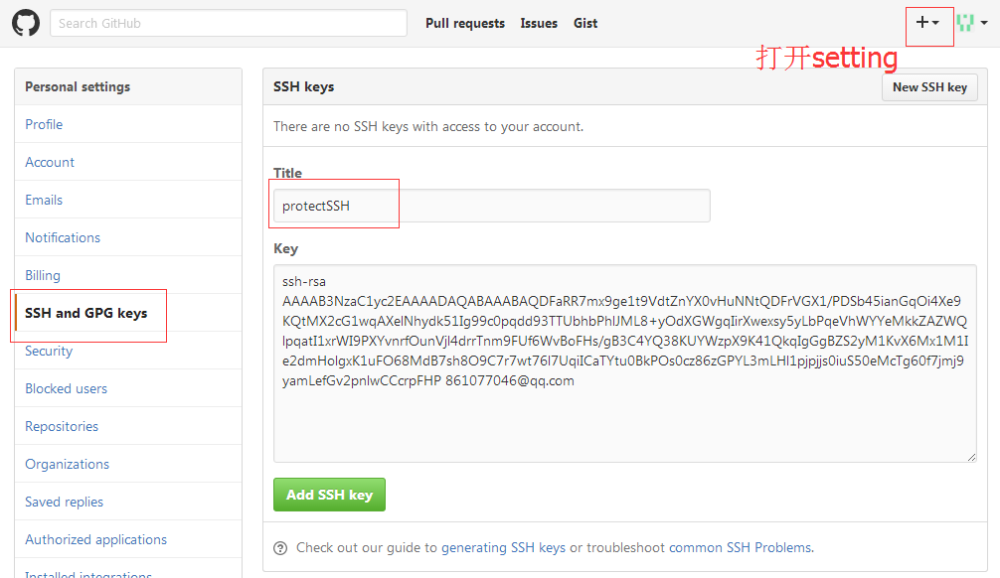 Search GitHub
Pull requests Issues Gist
打开setting
Personal settings
Profile
Account
Emails
Notifications
Billing
SSH and GPG keys
Security
Blocked users
Repositories
Organizations
Saved replies
Authorized applications
Installed integrations
SSH keys
New SSH key
There are no SSH keys with access to your account.
Title
protectSSH
Key
ssh-rsa
AAAAB3NzaC1yc2EAAAADAQABAAABAQDFaRR7mx9ge1t9VdtZnYX0vHuNNtQDFrVGX1/PDSb45ianGqOi4Xe9
KQtMX2cG1wqAXelNhydk51Ig99c0pqdd93TTUbhbPhlJML8+yOdXGWgqIirXwexsy5yLbPqeVhWYYeMkkZAZWQ
lpqatI1xrWI9PXYvnrfOunVjl4drrTnm9FUf6WvBoFHs/gB3C4YQ38KUYWzpX9K41QkqIgGgBZS2yM1KvX6Mx1M1I
e2dmHolgxK1uFO68MdB7sh8O9C7r7wt76l7UqiICaTYtu0BkPOs0cz86zGPYL3mLHl1pjpjjs0iuS50eMcTg60f7jmj9
yamLefGv2pnlwCCcrpFHP 861077046@qq.com
Add SSH key
Check out our guide to generating SSH keys or troubleshoot common SSH Problems.